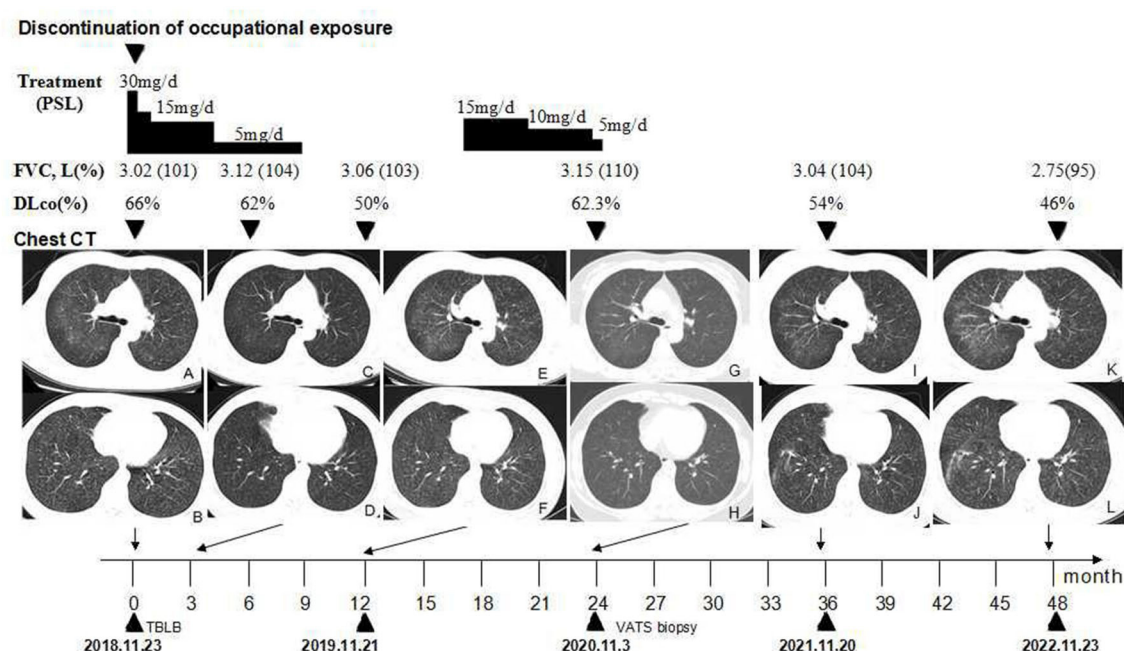 Discontinuation of occupational exposure
Treatment
(PSL)
30mg/d
15mg/d
5mg/d
15mg/d
10mg/d
5mg/d
FVC, L(%) 3.02 (101) 3.12 (104) 3.06 (103) 3.15 (110) 3.04 (104) 2.75(95)
DLco(%) 66% 62% 50% 62.3% 54% 46%
Chest CT
A C E G I K
B D F H J L
month
0 3 6 9 12 15 18 21 24 27 30 33 36 39 42 45 48
TBLB VATS biopsy
2018.11.23 2019.11.21 2020.11.3 2021.11.20 2022.11.23